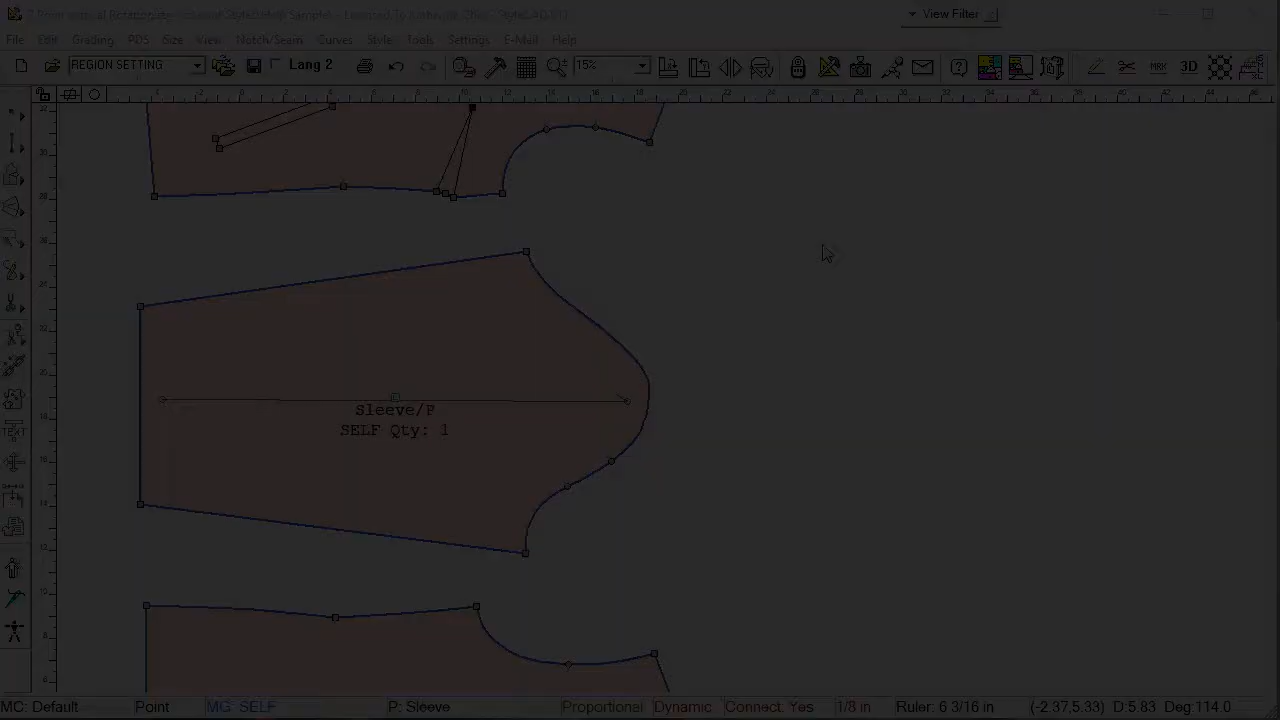 View Filter
File Edit Grading PDS Size View Notch/Seam Curves Style Tools Settings E-Mail Help
REGION SETTING Lang 2 15% MRK 3D
Sleeve/P
SELF Qty: 1
MC: Default Point MG: SELF P: Sleeve Proportional Dynamic Connect: Yes 1/8 in Ruler: 6 3/16 in (-2.37,5.33) D:5.83 Deg:114.0